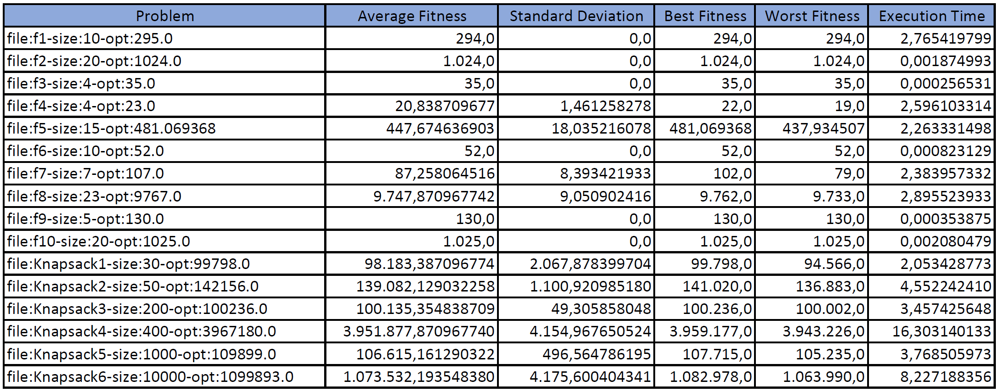 Problem Average Fitness Standard Deviation Best Fitness Worst Fitness Execution Time
file:f1-size:10-opt:295.0 294,0 0,0 294,0 294,0 2,765419799
file:f2-size:20-opt:1024.0 1.024,0 0,0 1.024,0 1.024,0 0,001874993
file:f3-size:4-opt:35.0 35,0 0,0 35,0 35,0 0,000256531
file:f4-size:4-opt:23.0 20,838709677 1,461258278 22,0 19,0 2,596103314
file:f5-size:15-opt:481.069368 447,674636903 18,035216078 481,069368 437,934507 2,263331498
file:f6-size:10-opt:52.0 52,0 0,0 52,0 52,0 0,000823129
file:f7-size:7-opt:107.0 87,258064516 8,393421933 102,0 79,0 2,383957332
file:f8-size:23-opt:9767.0 9.747,870967742 9,050902416 9.762,0 9.733,0 2,895523933
file:f9-size:5-opt:130.0 130,0 0,0 130,0 130,0 0,000353875
file:f10-size:20-opt:1025.0 1.025,0 0,0 1.025,0 1.025,0 0,002080479
file:Knapsack1-size:30-opt:99798.0 98.183,387096774 2.067,878399704 99.798,0 94.566,0 2,053428773
file:Knapsack2-size:50-opt:142156.0 139.082,129032258 1.100,920985180 141.020,0 136.883,0 4,552242410
file:Knapsack3-size:200-opt:100236.0 100.135,354838709 49,305858048 100.236,0 100.002,0 3,457425648
file:Knapsack4-size:400-opt:3967180.0 3.951.877,870967740 4.154,967650524 3.959.177,0 3.943.226,0 16,303140133
file:Knapsack5-size:1000-opt:109899.0 106.615,161290322 496,564786195 107.715,0 105.235,0 3,768505973
file:Knapsack6-size:10000-opt:1099893.0 1.073.532,193548380 4.175,600404341 1.082.978,0 1.063.990,0 8,227188356